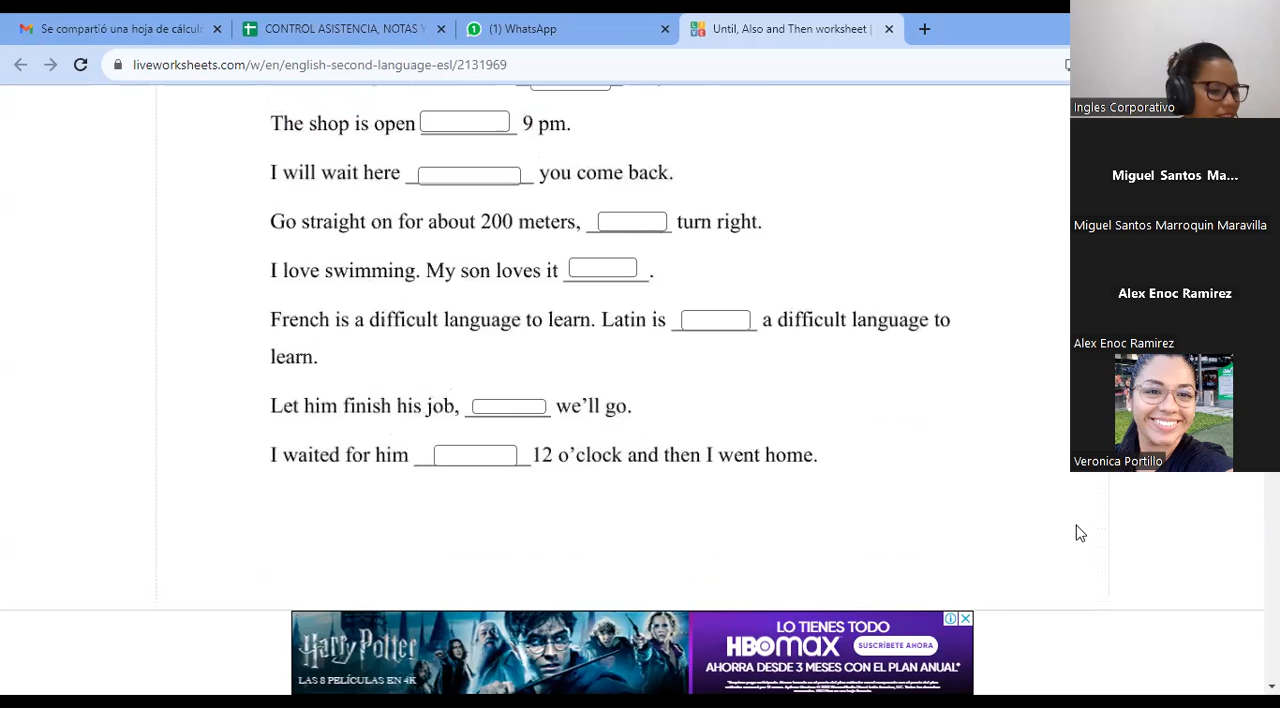 Se compartió una hoja de cálcul
CONTROL ASISTENCIA, NOTAS Y
(1) WhatsApp
Until, Also and Then worksheet |
liveworksheets.com/w/en/english-second-language-esl/2131969
The shop is open 9 pm.
I will wait here you come back.
Go straight on for about 200 meters, turn right.
I love swimming. My son loves it .
French is a difficult language to learn. Latin is a difficult language to
learn.
Let him finish his job, we’ll go.
I waited for him 12 o’clock and then I went home.
Ingles Corporativo
Miguel Santos Ma...
Miguel Santos Marroquin Maravilla
Alex Enoc Ramirez
Alex Enoc Ramirez
Veronica Portillo
Harry Potter
LAS 8 PELÍCULAS EN 4K
LO TIENES TODO
HBOmax SUSCRÍBETE AHORA
AHORA DESDE 3 MESES CON EL PLAN ANUAL*